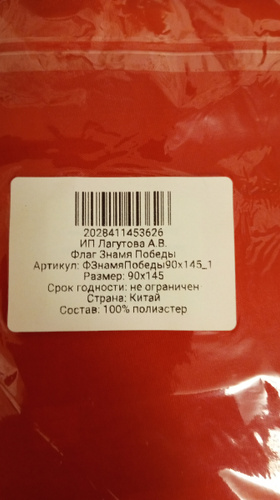 2028411453626
ИП Лагутова А.В.
Флаг Знамя Победы
Артикул: ФЗнамяПобеды90х145_1
Размер: 90х145
Срок годности: не ограничен
Страна: Китай
Состав: 100% полиэстер